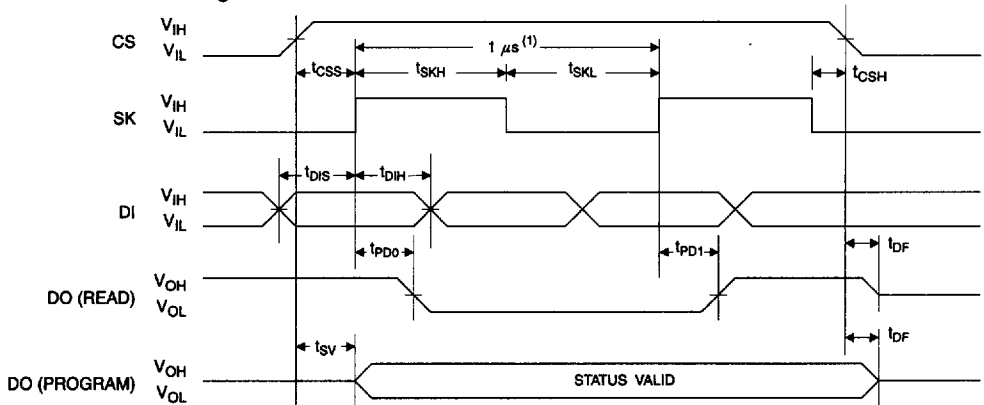 VIH
CS
VIL
1 μs (1)
tCSS
tSKH
tSKL
tCSH
VIH
SK
VIL
tDIS
tDIH
VIH
DI
VIL
tPD0
tPD1
tDF
VOH
DO (READ)
VOL
tSV
tDF
VOH
DO (PROGRAM)
STATUS VALID
VOL